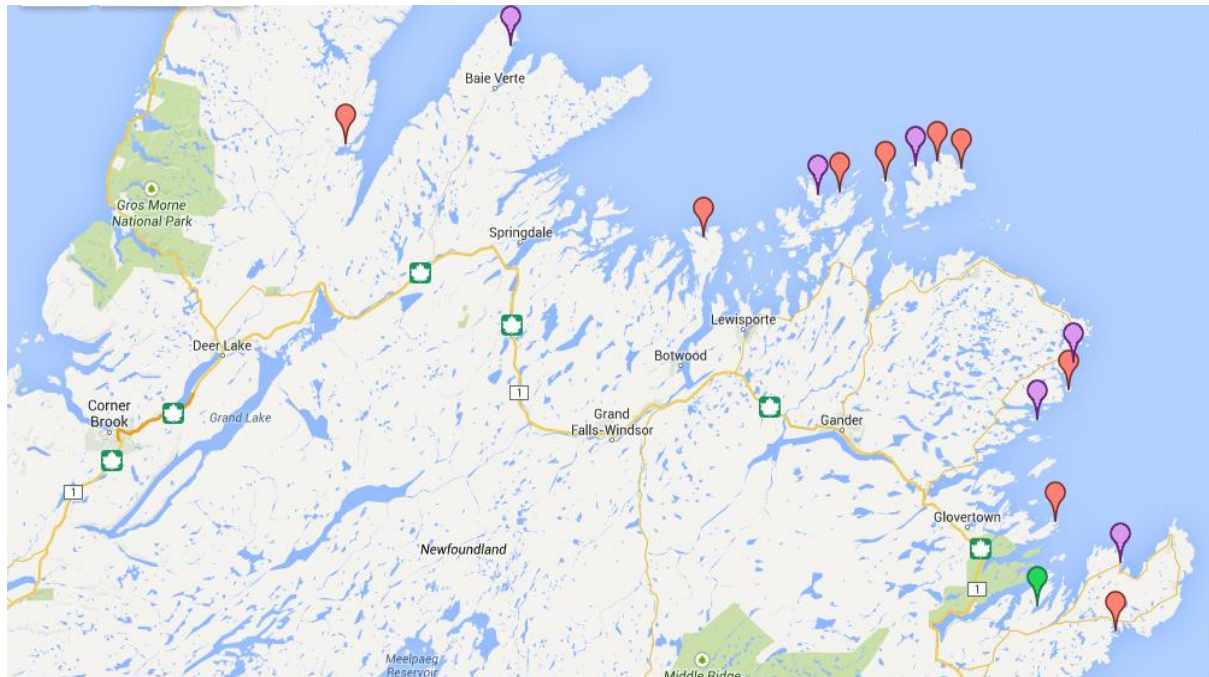 Baie Verte
Gros Morne
National Park
Springdale
Lewisporte
Deer Lake
Botwood
Corner
Brook
Grand Lake
1
Grand
Falls-Windsor
Gander
1
Glovertown
Newfoundland
1
Meelpaeg
Reservoir
Middle Ridge